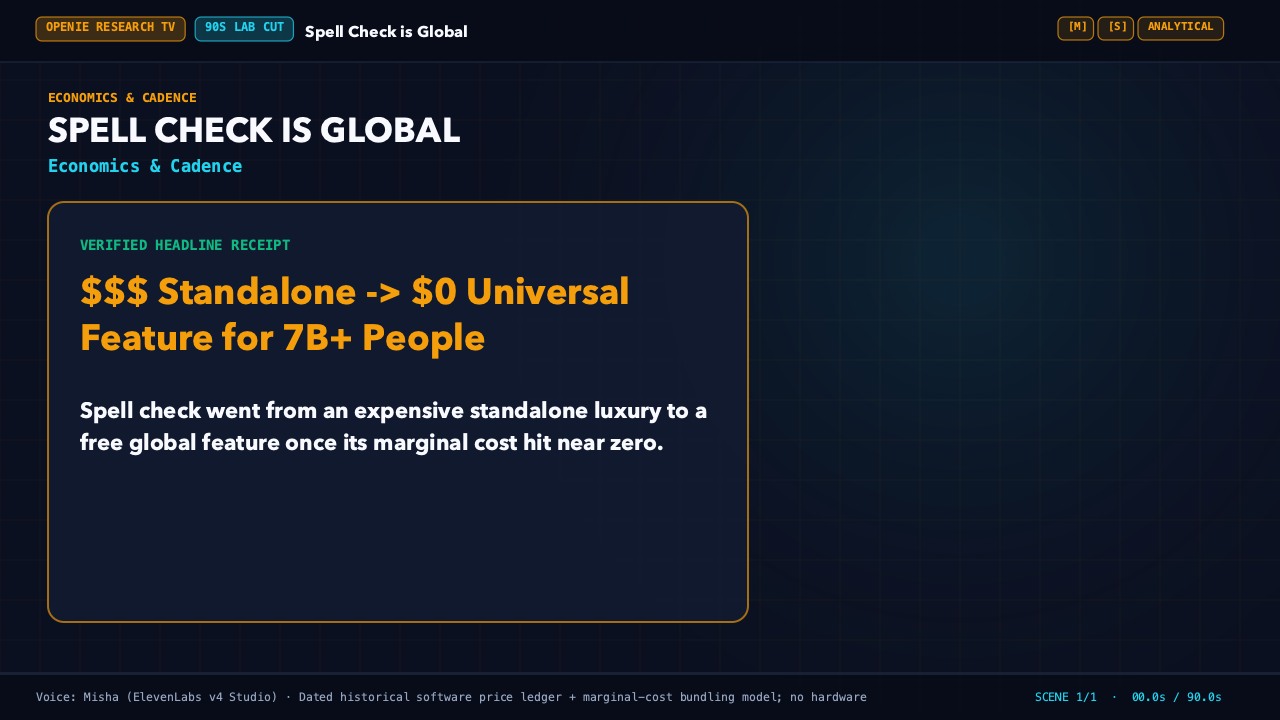 OPENIE RESEARCH TV 90S LAB CUT Spell Check is Global [M] [S] ANALYTICAL
ECONOMICS & CADENCE
SPELL CHECK IS GLOBAL
Economics & Cadence
VERIFIED HEADLINE RECEIPT
$$$ Standalone -> $0 Universal
Feature for 7B+ People
Spell check went from an expensive standalone luxury to a
free global feature once its marginal cost hit near zero.
Voice: Misha (ElevenLabs v4 Studio) · Dated historical software price ledger + marginal-cost bundling model; no hardware SCENE 1/1 · 00.0s / 90.0s